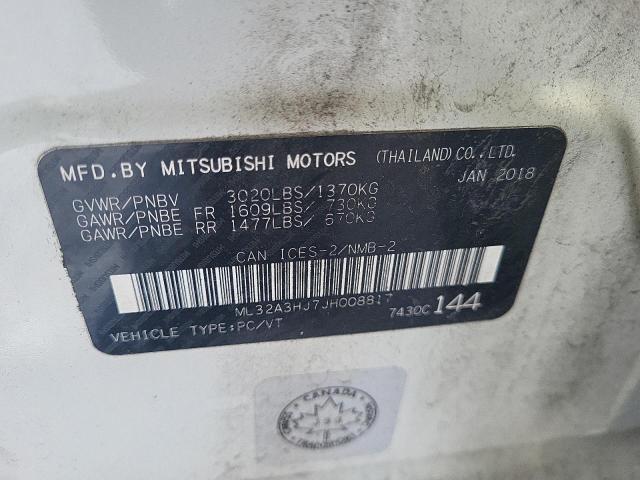 MFD.BY MITSUBISHI MOTORS (THAILAND) CO.,LTD.
JAN 2018
GVWR/PNBV 3020LBS/1370KG
GAWR/PNBE FR 1609LBS/ 730KG
GAWR/PNBE RR 1477LBS/ 670KG
CAN ICES-2/NMB-2
ML32A3HJ7JH008817
7430C 144
VEHICLE TYPE:PC/VT
CANADA